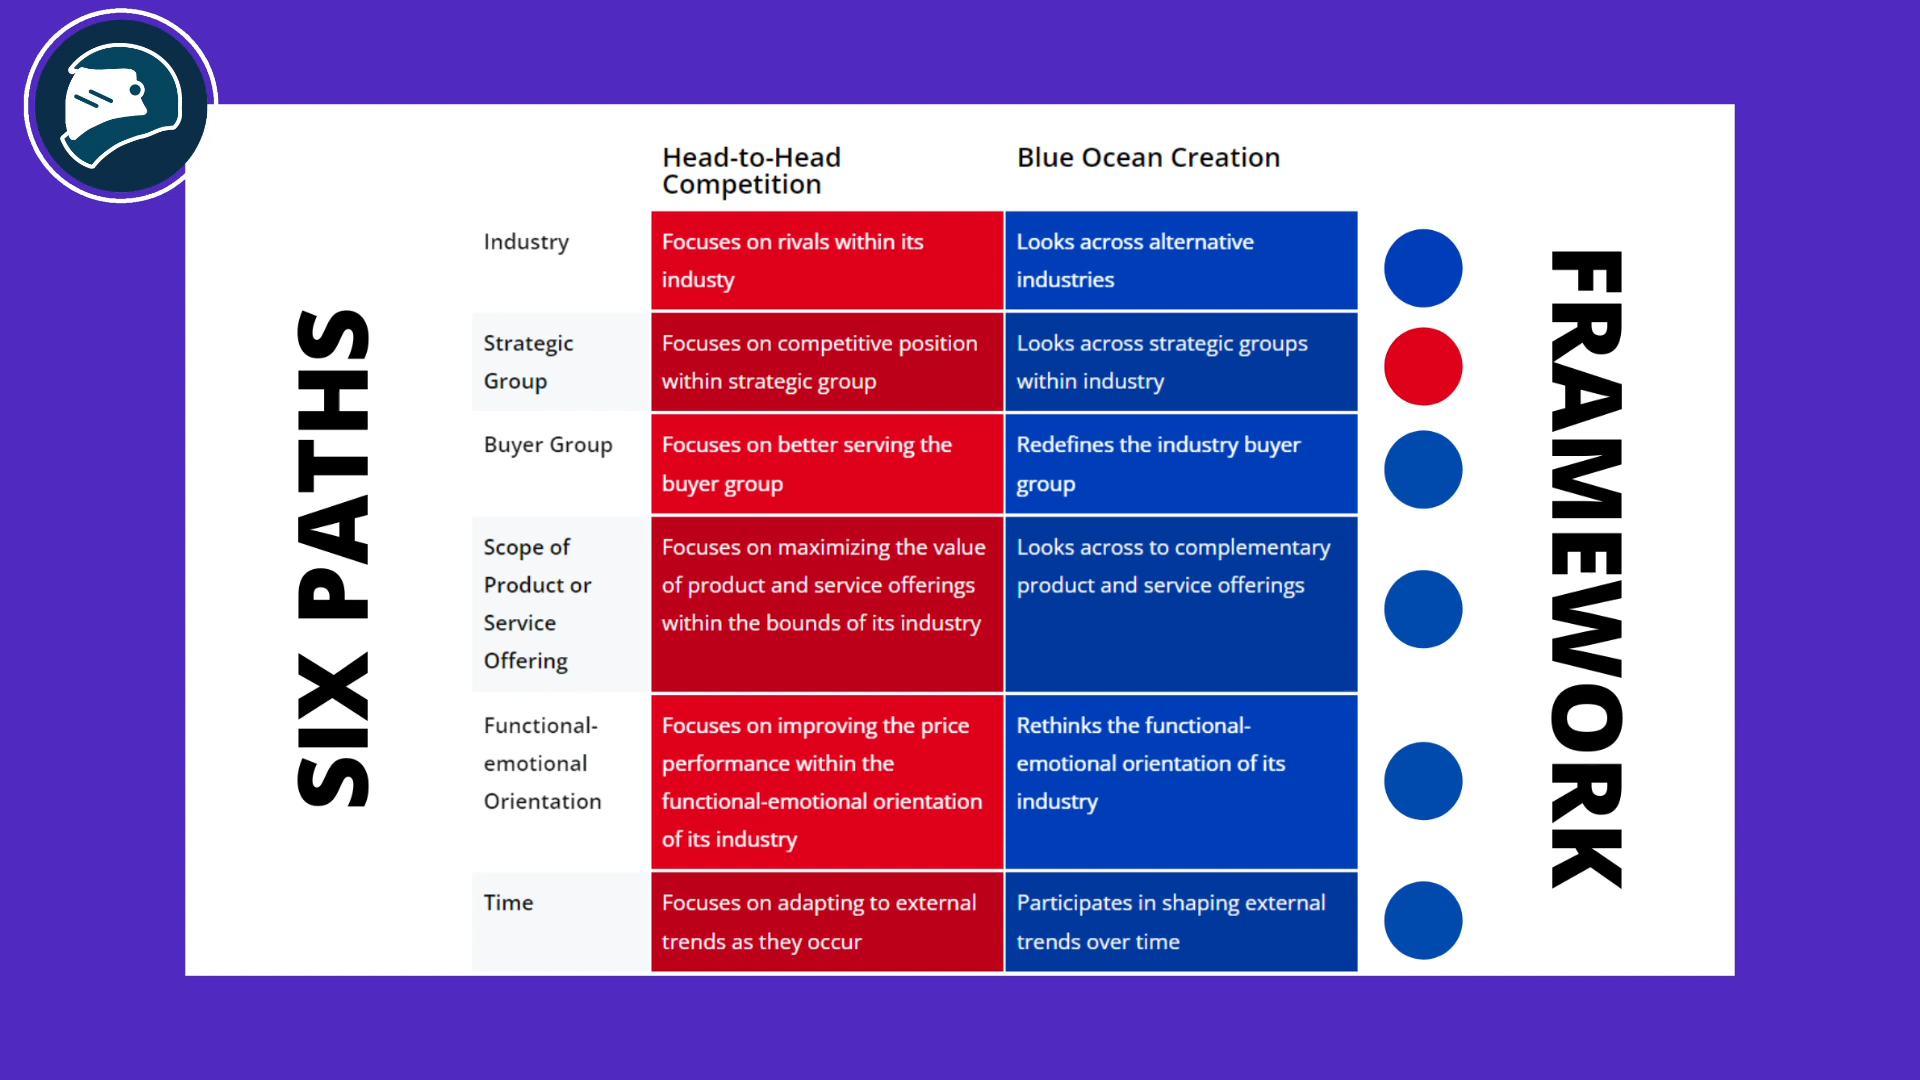 SIX PATHS
Head-to-Head
Competition
Blue Ocean Creation
Industry
Focuses on rivals within its
industy
Looks across alternative
industries
Strategic
Group
Focuses on competitive position
within strategic group
Looks across strategic groups
within industry
Buyer Group
Focuses on better serving the
buyer group
Redefines the industry buyer
group
Scope of
Product or
Service
Offering
Focuses on maximizing the value
of product and service offerings
within the bounds of its industry
Looks across to complementary
product and service offerings
Functional-
emotional
Orientation
Focuses on improving the price
performance within the
functional-emotional orientation
of its industry
Rethinks the functional-
emotional orientation of its
industry
Time
Focuses on adapting to external
trends as they occur
Participates in shaping external
trends over time
FRAMEWORK